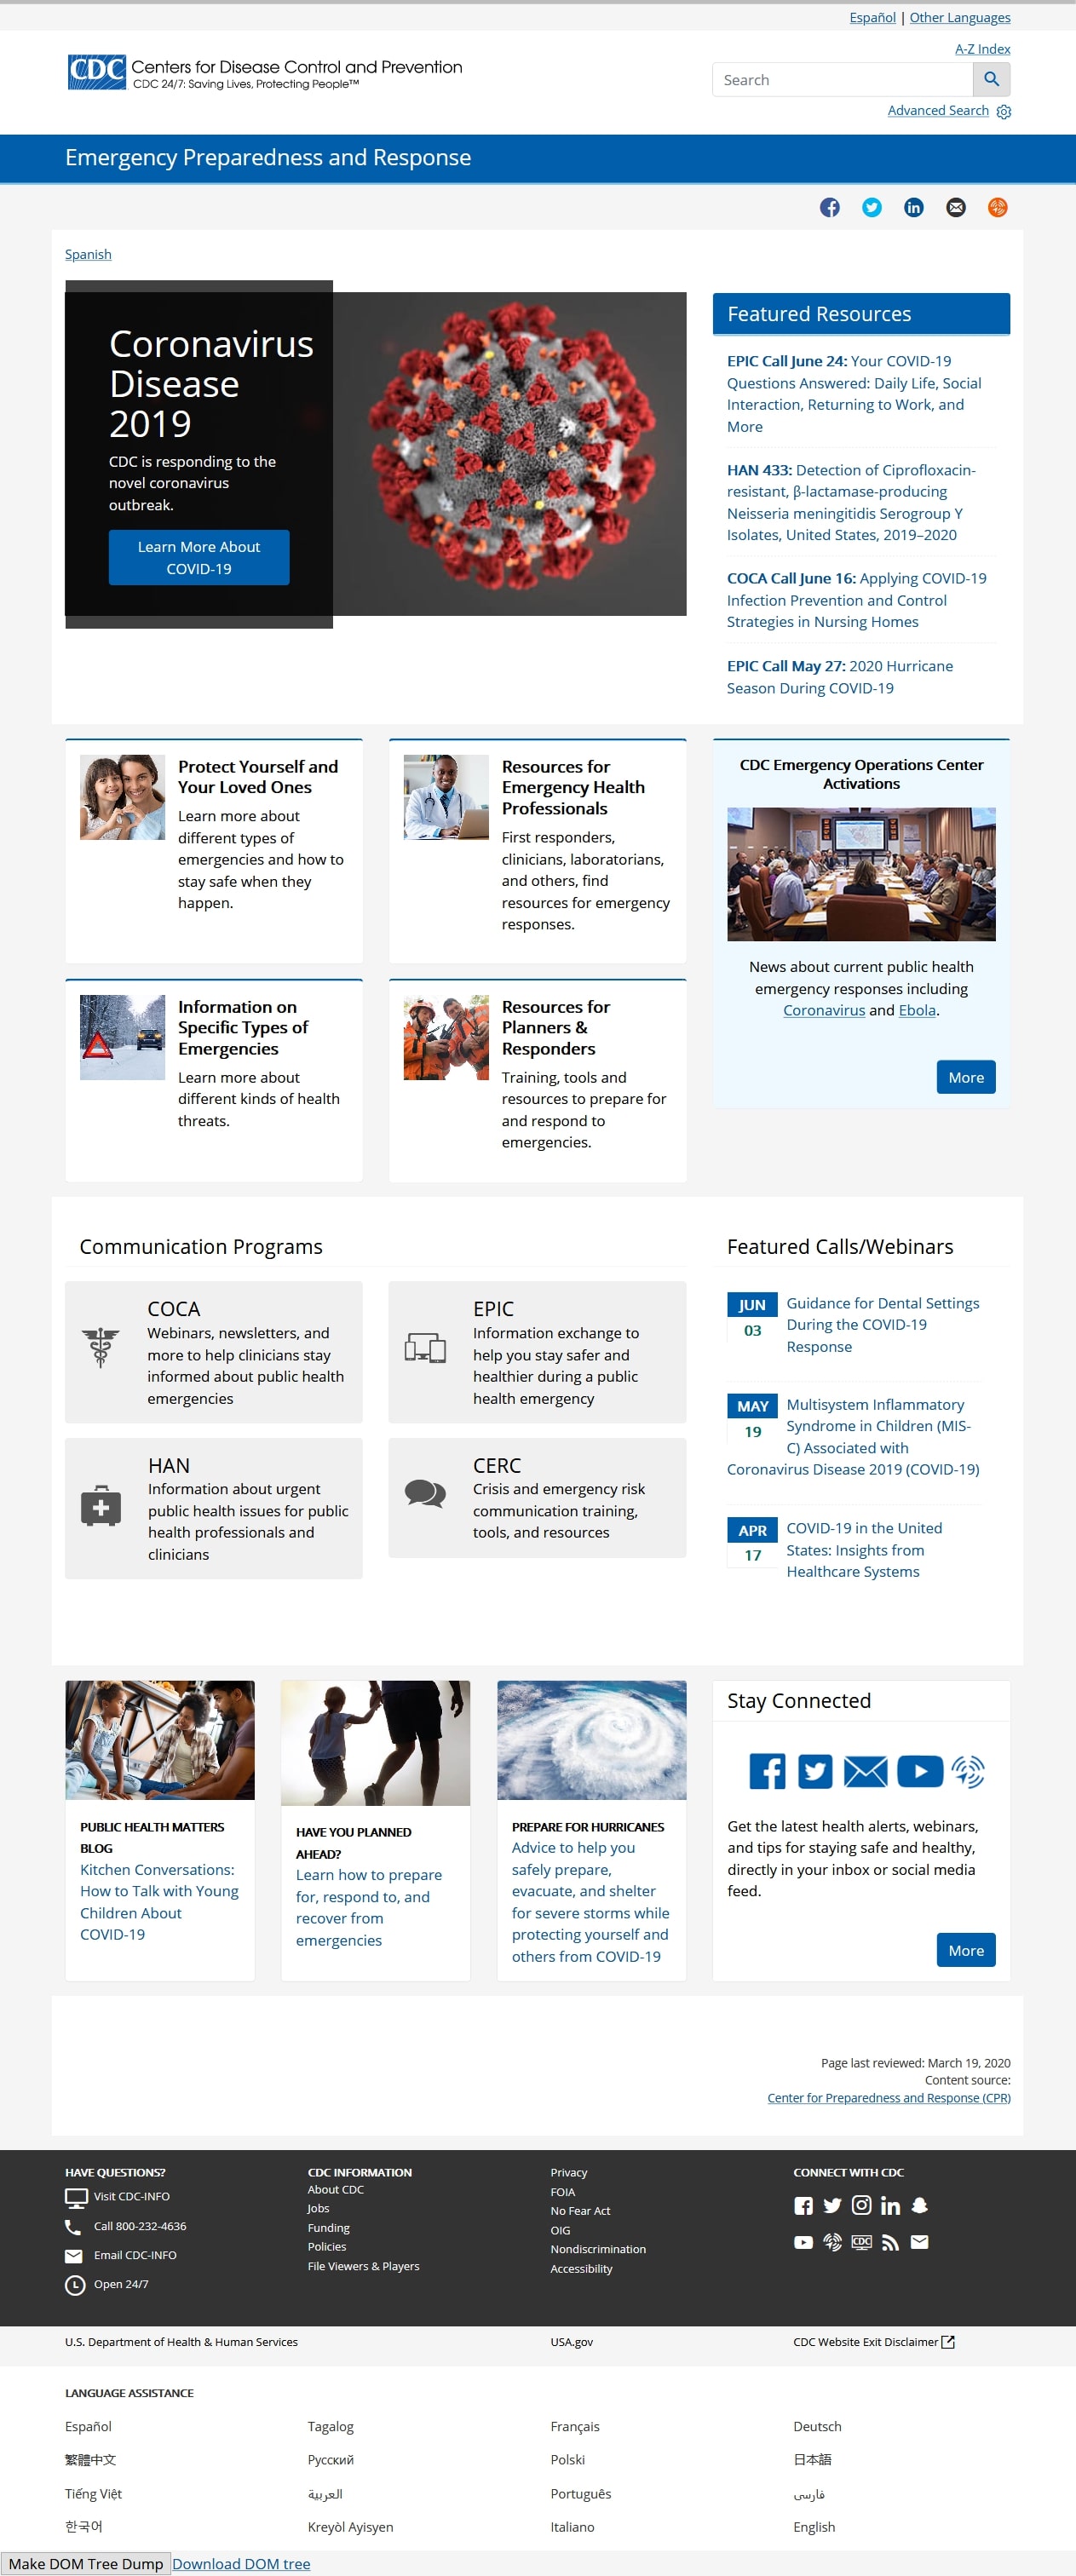 Español | Other Languages
CDC Centers for Disease Control and Prevention
CDC 24/7: Saving Lives, Protecting People™
A-Z Index
Search
Advanced Search
Emergency Preparedness and Response
Spanish
Coronavirus
Disease
2019
CDC is responding to the
novel coronavirus
outbreak.
Learn More About
COVID-19
Featured Resources
EPIC Call June 24: Your COVID-19
Questions Answered: Daily Life, Social
Interaction, Returning to Work, and
More
HAN 433: Detection of Ciprofloxacin-
resistant, β-lactamase-producing
Neisseria meningitidis Serogroup Y
Isolates, United States, 2019–2020
COCA Call June 16: Applying COVID-19
Infection Prevention and Control
Strategies in Nursing Homes
EPIC Call May 27: 2020 Hurricane
Season During COVID-19
Protect Yourself and
Your Loved Ones
Learn more about
different types of
emergencies and how to
stay safe when they
happen.
Resources for
Emergency Health
Professionals
First responders,
clinicians, laboratorians,
and others, find
resources for emergency
responses.
CDC Emergency Operations Center
Activations
News about current public health
emergency responses including
Coronavirus and Ebola.
More
Information on
Specific Types of
Emergencies
Learn more about
different kinds of health
threats.
Resources for
Planners &
Responders
Training, tools and
resources to prepare for
and respond to
emergencies.
Communication Programs
COCA
Webinars, newsletters, and
more to help clinicians stay
informed about public health
emergencies
EPIC
Information exchange to
help you stay safer and
healthier during a public
health emergency
HAN
Information about urgent
public health issues for public
health professionals and
clinicians
CERC
Crisis and emergency risk
communication training,
tools, and resources
Featured Calls/Webinars
JUN
03
Guidance for Dental Settings
During the COVID-19
Response
MAY
19
Multisystem Inflammatory
Syndrome in Children (MIS-
C) Associated with
Coronavirus Disease 2019 (COVID-19)
APR
17
COVID-19 in the United
States: Insights from
Healthcare Systems
PUBLIC HEALTH MATTERS
BLOG
Kitchen Conversations:
How to Talk with Young
Children About
COVID-19
HAVE YOU PLANNED
AHEAD?
Learn how to prepare
for, respond to, and
recover from
emergencies
PREPARE FOR HURRICANES
Advice to help you
safely prepare,
evacuate, and shelter
for severe storms while
protecting yourself and
others from COVID-19
Stay Connected
Get the latest health alerts, webinars,
and tips for staying safe and healthy,
directly in your inbox or social media
feed.
More
Page last reviewed: March 19, 2020
Content source:
Center for Preparedness and Response (CPR)
HAVE QUESTIONS?
Visit CDC-INFO
Call 800-232-4636
Email CDC-INFO
Open 24/7
CDC INFORMATION
About CDC
Jobs
Funding
Policies
File Viewers & Players
Privacy
FOIA
No Fear Act
OIG
Nondiscrimination
Accessibility
CONNECT WITH CDC
CDC
U.S. Department of Health & Human Services
USA.gov
CDC Website Exit Disclaimer
LANGUAGE ASSISTANCE
Español
Tagalog
Français
Deutsch
繁體中文
Русский
Polski
日本語
Tiếng Việt
العربية
Português
فارسی
한국어
Kreyòl Ayisyen
Italiano
English
Make DOM Tree Dump Download DOM tree